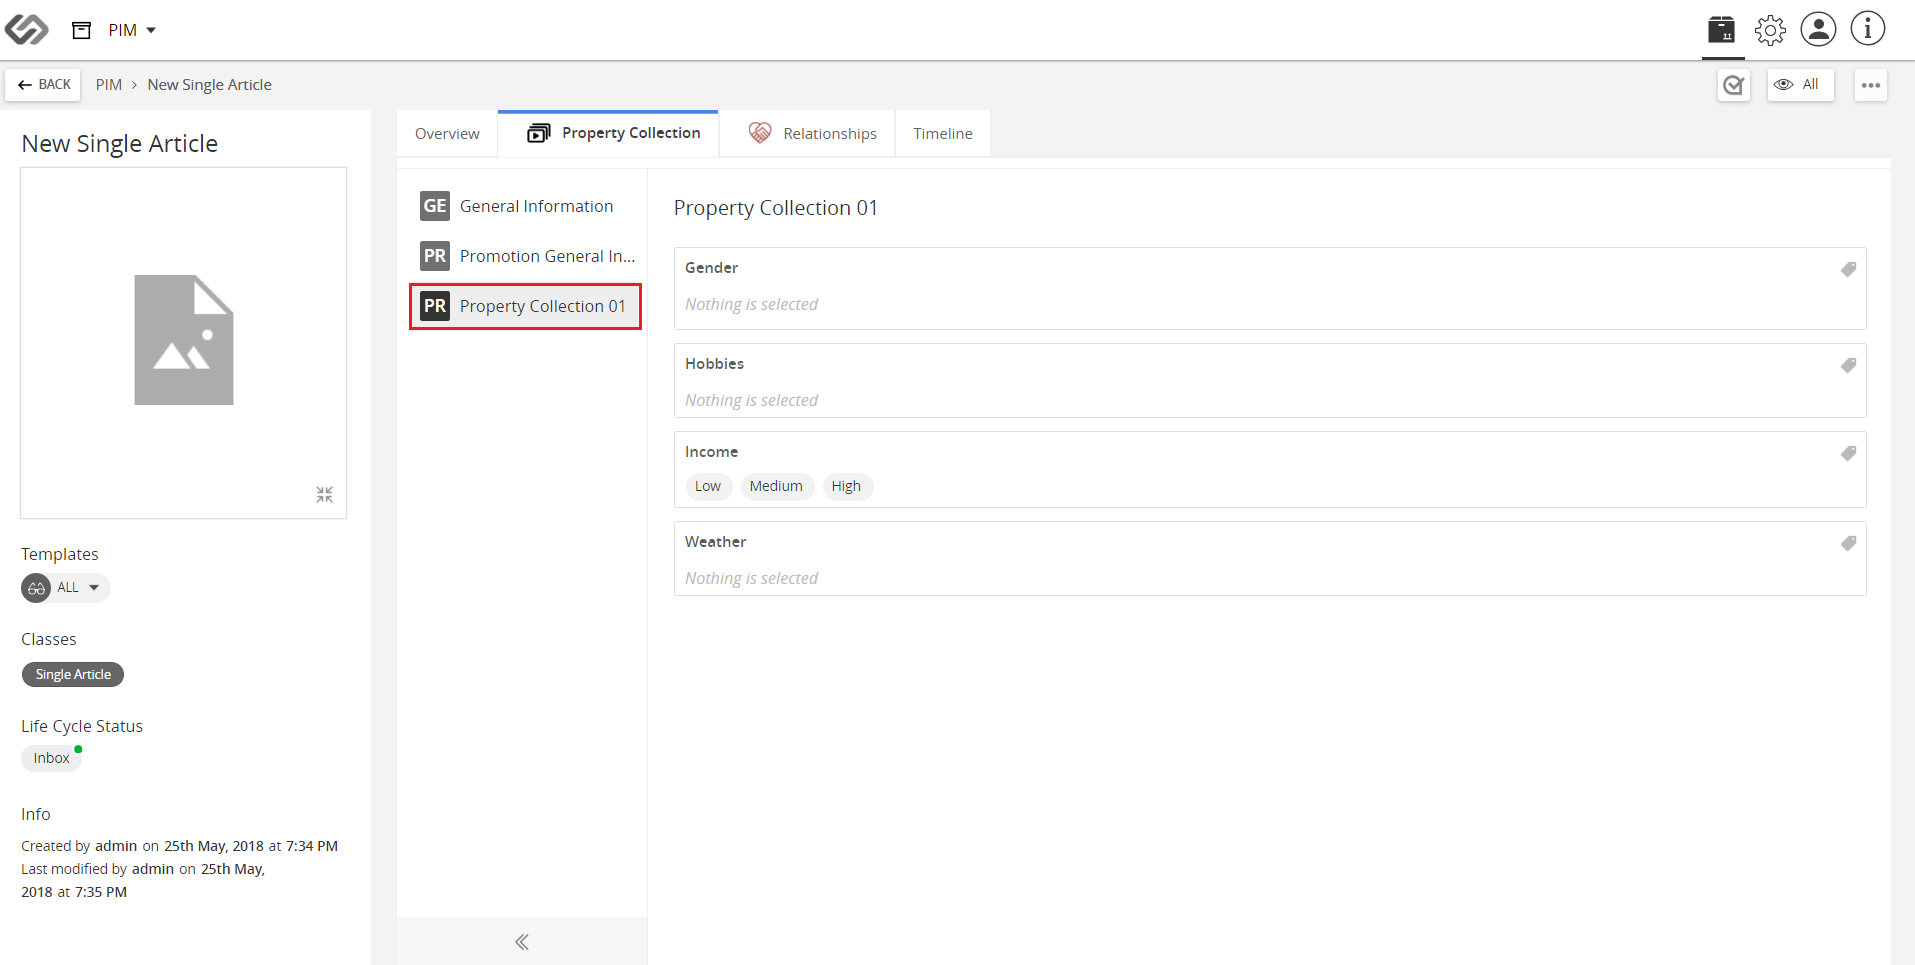 PIM
BACK
PIM > New Single Article
All
New Single Article
Overview
Property Collection
Relationships
Timeline
GE General Information
PR Promotion General In...
PR Property Collection 01
Property Collection 01
Gender
Nothing is selected
Hobbies
Nothing is selected
Income
Low Medium High
Weather
Nothing is selected
Templates
ALL
Classes
Single Article
Life Cycle Status
Inbox
Info
Created by admin on 25th May, 2018 at 7:34 PM
Last modified by admin on 25th May,
2018 at 7:35 PM